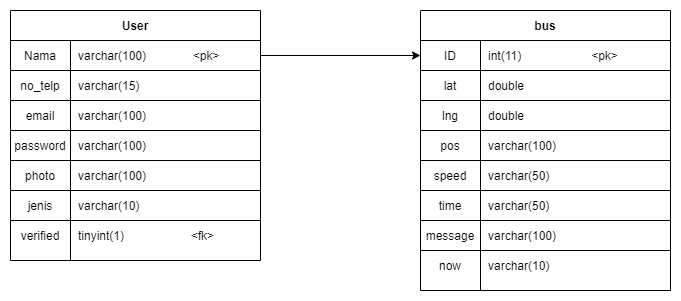 User
Nama varchar(100) <pk>
no_telp varchar(15)
email varchar(100)
password varchar(100)
photo varchar(100)
jenis varchar(10)
verified tinyint(1) <fk>
bus
ID int(11) <pk>
lat double
lng double
pos varchar(100)
speed varchar(50)
time varchar(50)
message varchar(100)
now varchar(10)